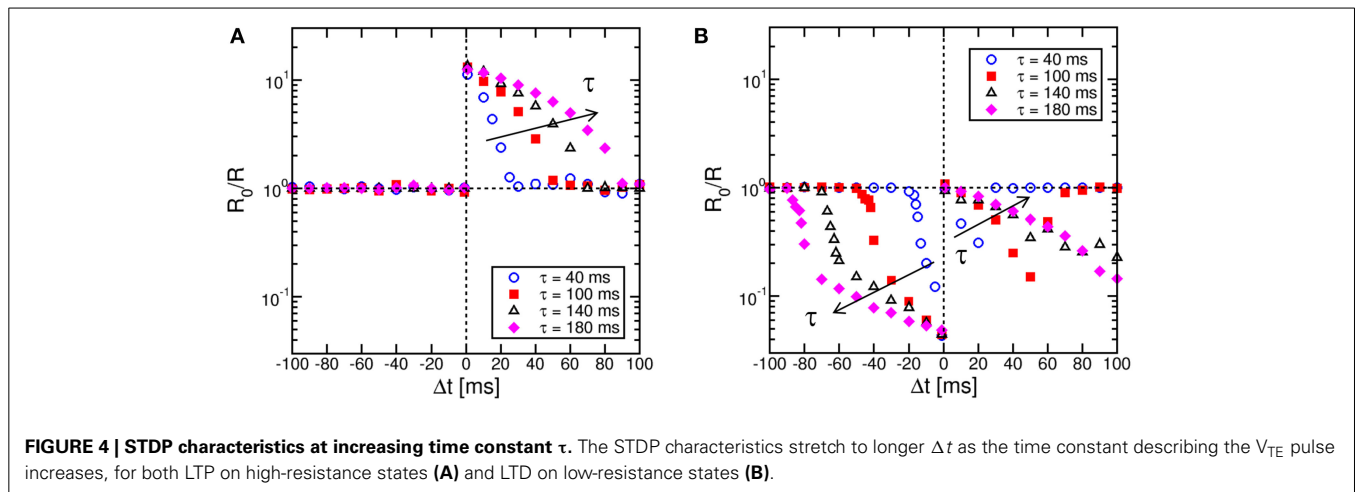 A
R₀/R
10¹
10⁰
10⁻¹
τ
τ = 40 ms
τ = 100 ms
τ = 140 ms
τ = 180 ms
-100 -80 -60 -40 -20 0 20 40 60 80 100
Δt [ms]
B
R₀/R
10¹
10⁰
10⁻¹
τ = 40 ms
τ = 100 ms
τ = 140 ms
τ = 180 ms
τ
τ
-100 -80 -60 -40 -20 0 20 40 60 80 100
Δt [ms]
FIGURE 4 | STDP characteristics at increasing time constant τ. The STDP characteristics stretch to longer Δt as the time constant describing the V_TE pulse
increases, for both LTP on high-resistance states (A) and LTD on low-resistance states (B).